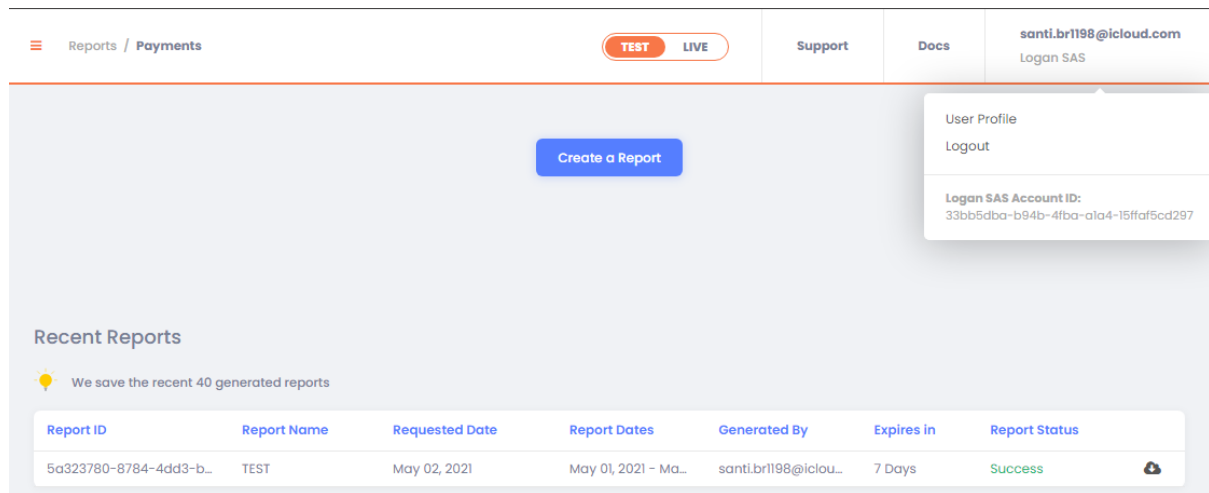 Reports / Payments
TEST LIVE
Support
Docs
santi.br1198@icloud.com
Logan SAS
User Profile
Logout
Logan SAS Account ID:
33bb5dba-b94b-4fba-a1a4-15ffaf5cd297
Create a Report
Recent Reports
We save the recent 40 generated reports
Report ID Report Name Requested Date Report Dates Generated By Expires in Report Status
5a323780-8784-4dd3-b... TEST May 02, 2021 May 01, 2021 - Ma... santi.br1198@iclou... 7 Days Success